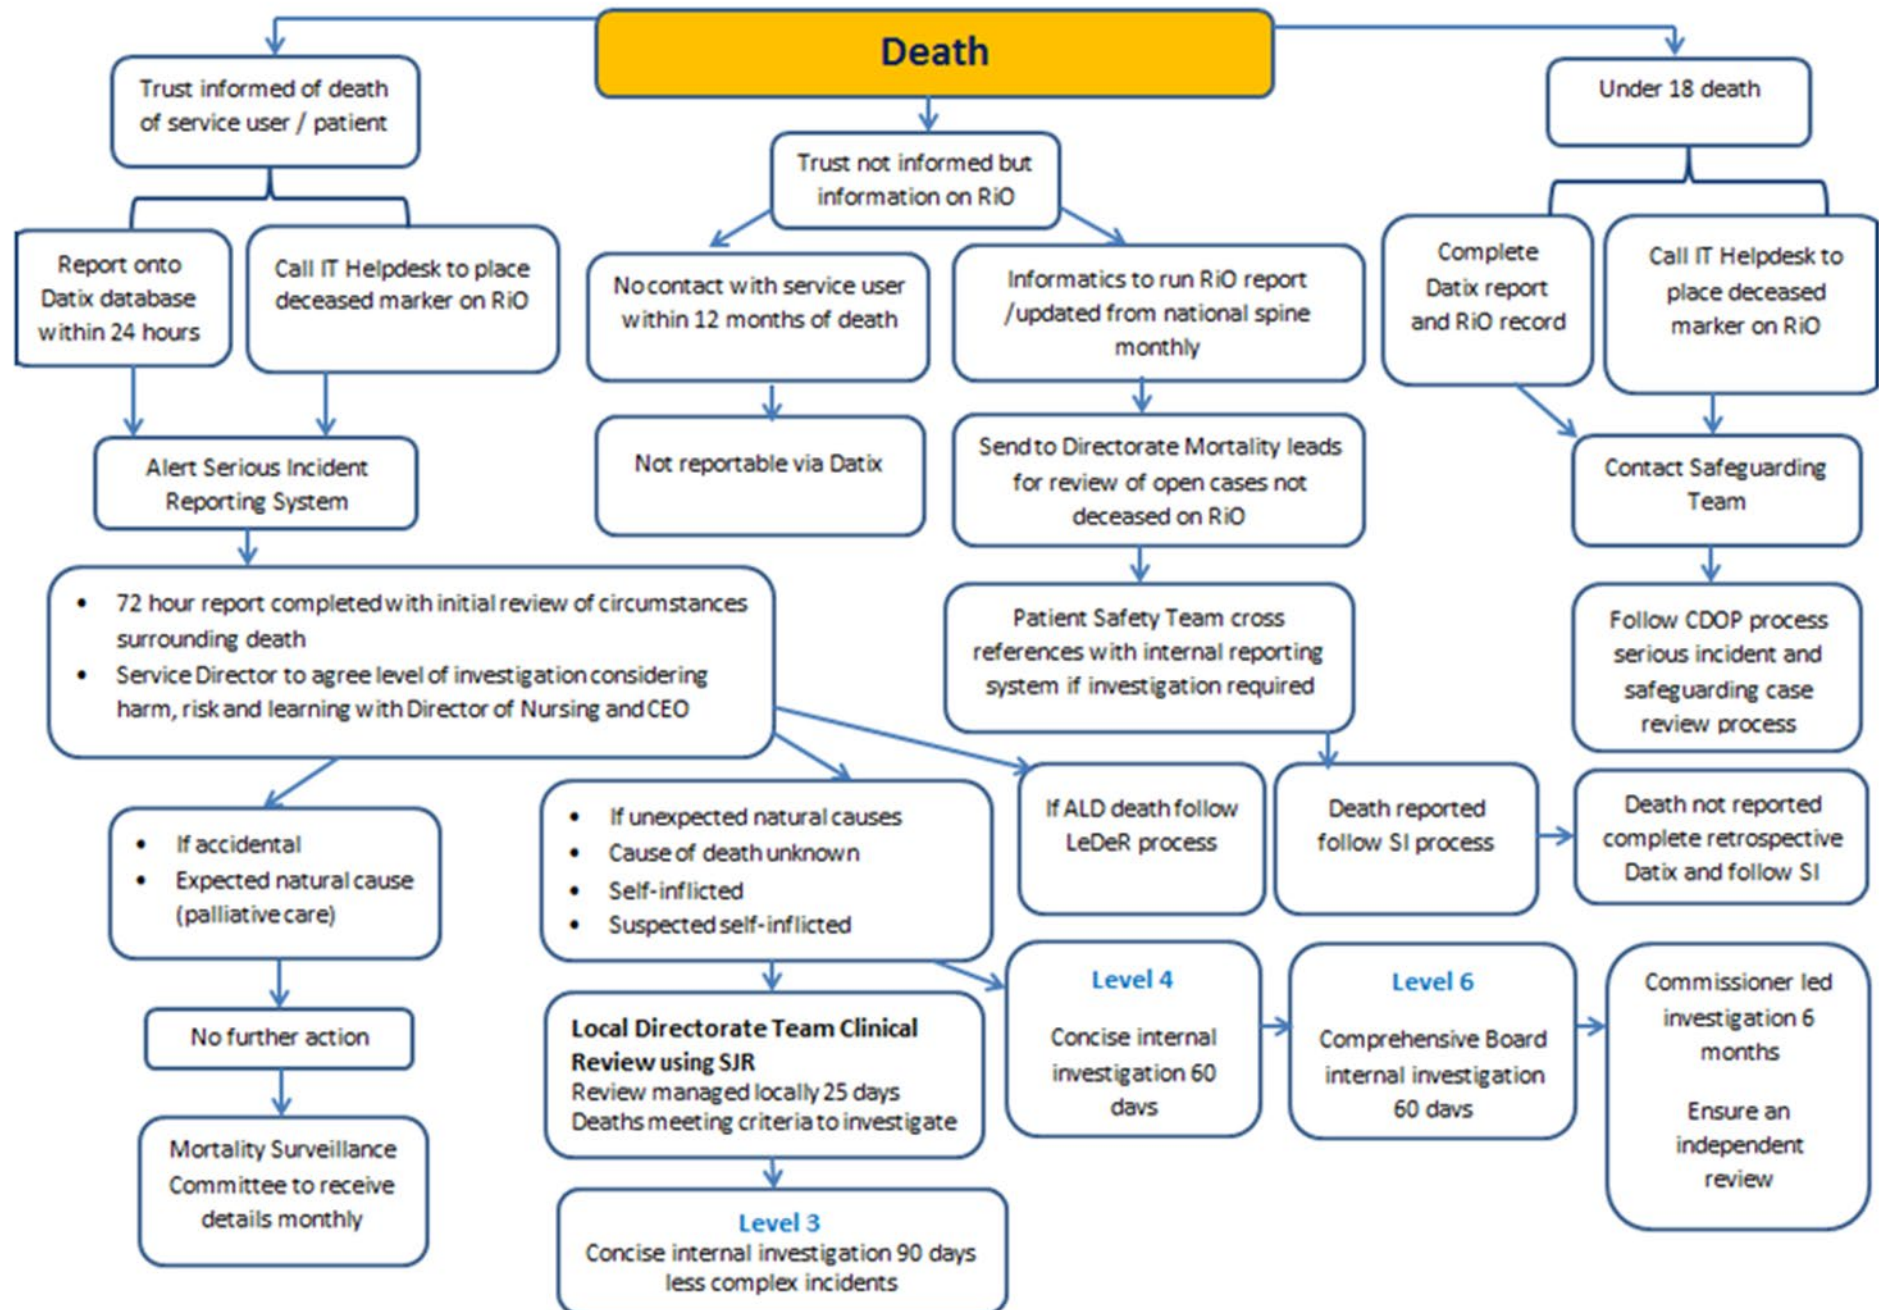 Death
Trust informed of death
of service user / patient
Under 18 death
Trust not informed but
information on RiO
Report onto
Datix database
within 24 hours
Call IT Helpdesk to place
deceased marker on RiO
No contact with service user
within 12 months of death
Informatics to run RiO report
/updated from national spine
monthly
Complete
Datix report
and RiO record
Call IT Helpdesk to
place deceased
marker on RiO
Alert Serious Incident
Reporting System
Not reportable via Datix
Send to Directorate Mortality leads
for review of open cases not
deceased on RiO
Contact Safeguarding
Team
• 72 hour report completed with initial review of circumstances
surrounding death
• Service Director to agree level of investigation considering
harm, risk and learning with Director of Nursing and CEO
Patient Safety Team cross
references with internal reporting
system if investigation required
Follow CDOP process
serious incident and
safeguarding case
review process
• If accidental
• Expected natural cause
(palliative care)
• If unexpected natural causes
• Cause of death unknown
• Self-inflicted
• Suspected self-inflicted
If ALD death follow
LeDeR process
Death reported
follow SI process
Death not reported
complete retrospective
Datix and follow SI
No further action
Local Directorate Team Clinical
Review using SJR
Review managed locally 25 days
Deaths meeting criteria to investigate
Level 4
Concise internal
investigation 60
days
Level 6
Comprehensive Board
internal investigation
60 days
Commissioner led
investigation 6
months
Ensure an
independent
review
Mortality Surveillance
Committee to receive
details monthly
Level 3
Concise internal investigation 90 days
less complex incidents